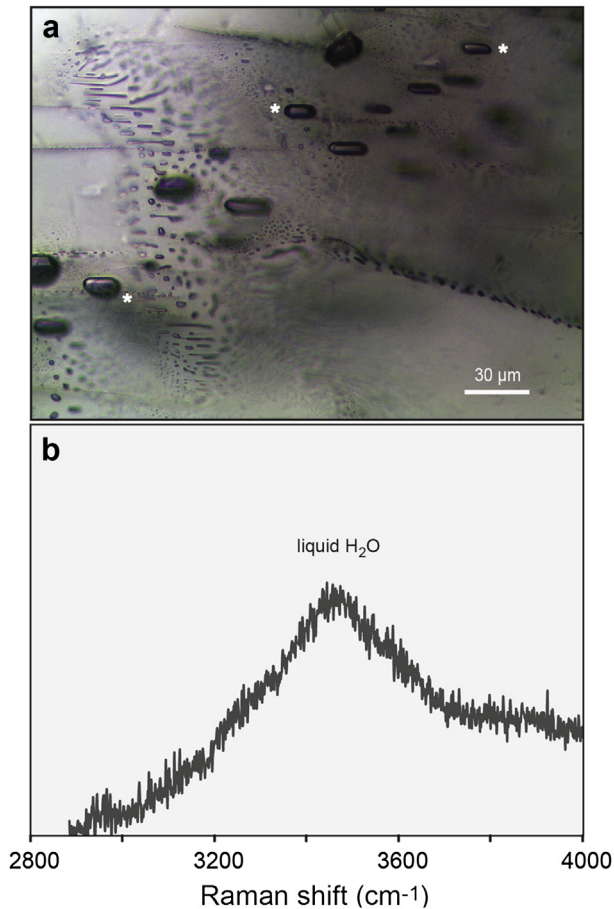 a
*
*
*
30 µm
b
liquid H₂O
2800
3200
3600
4000
Raman shift (cm-1)